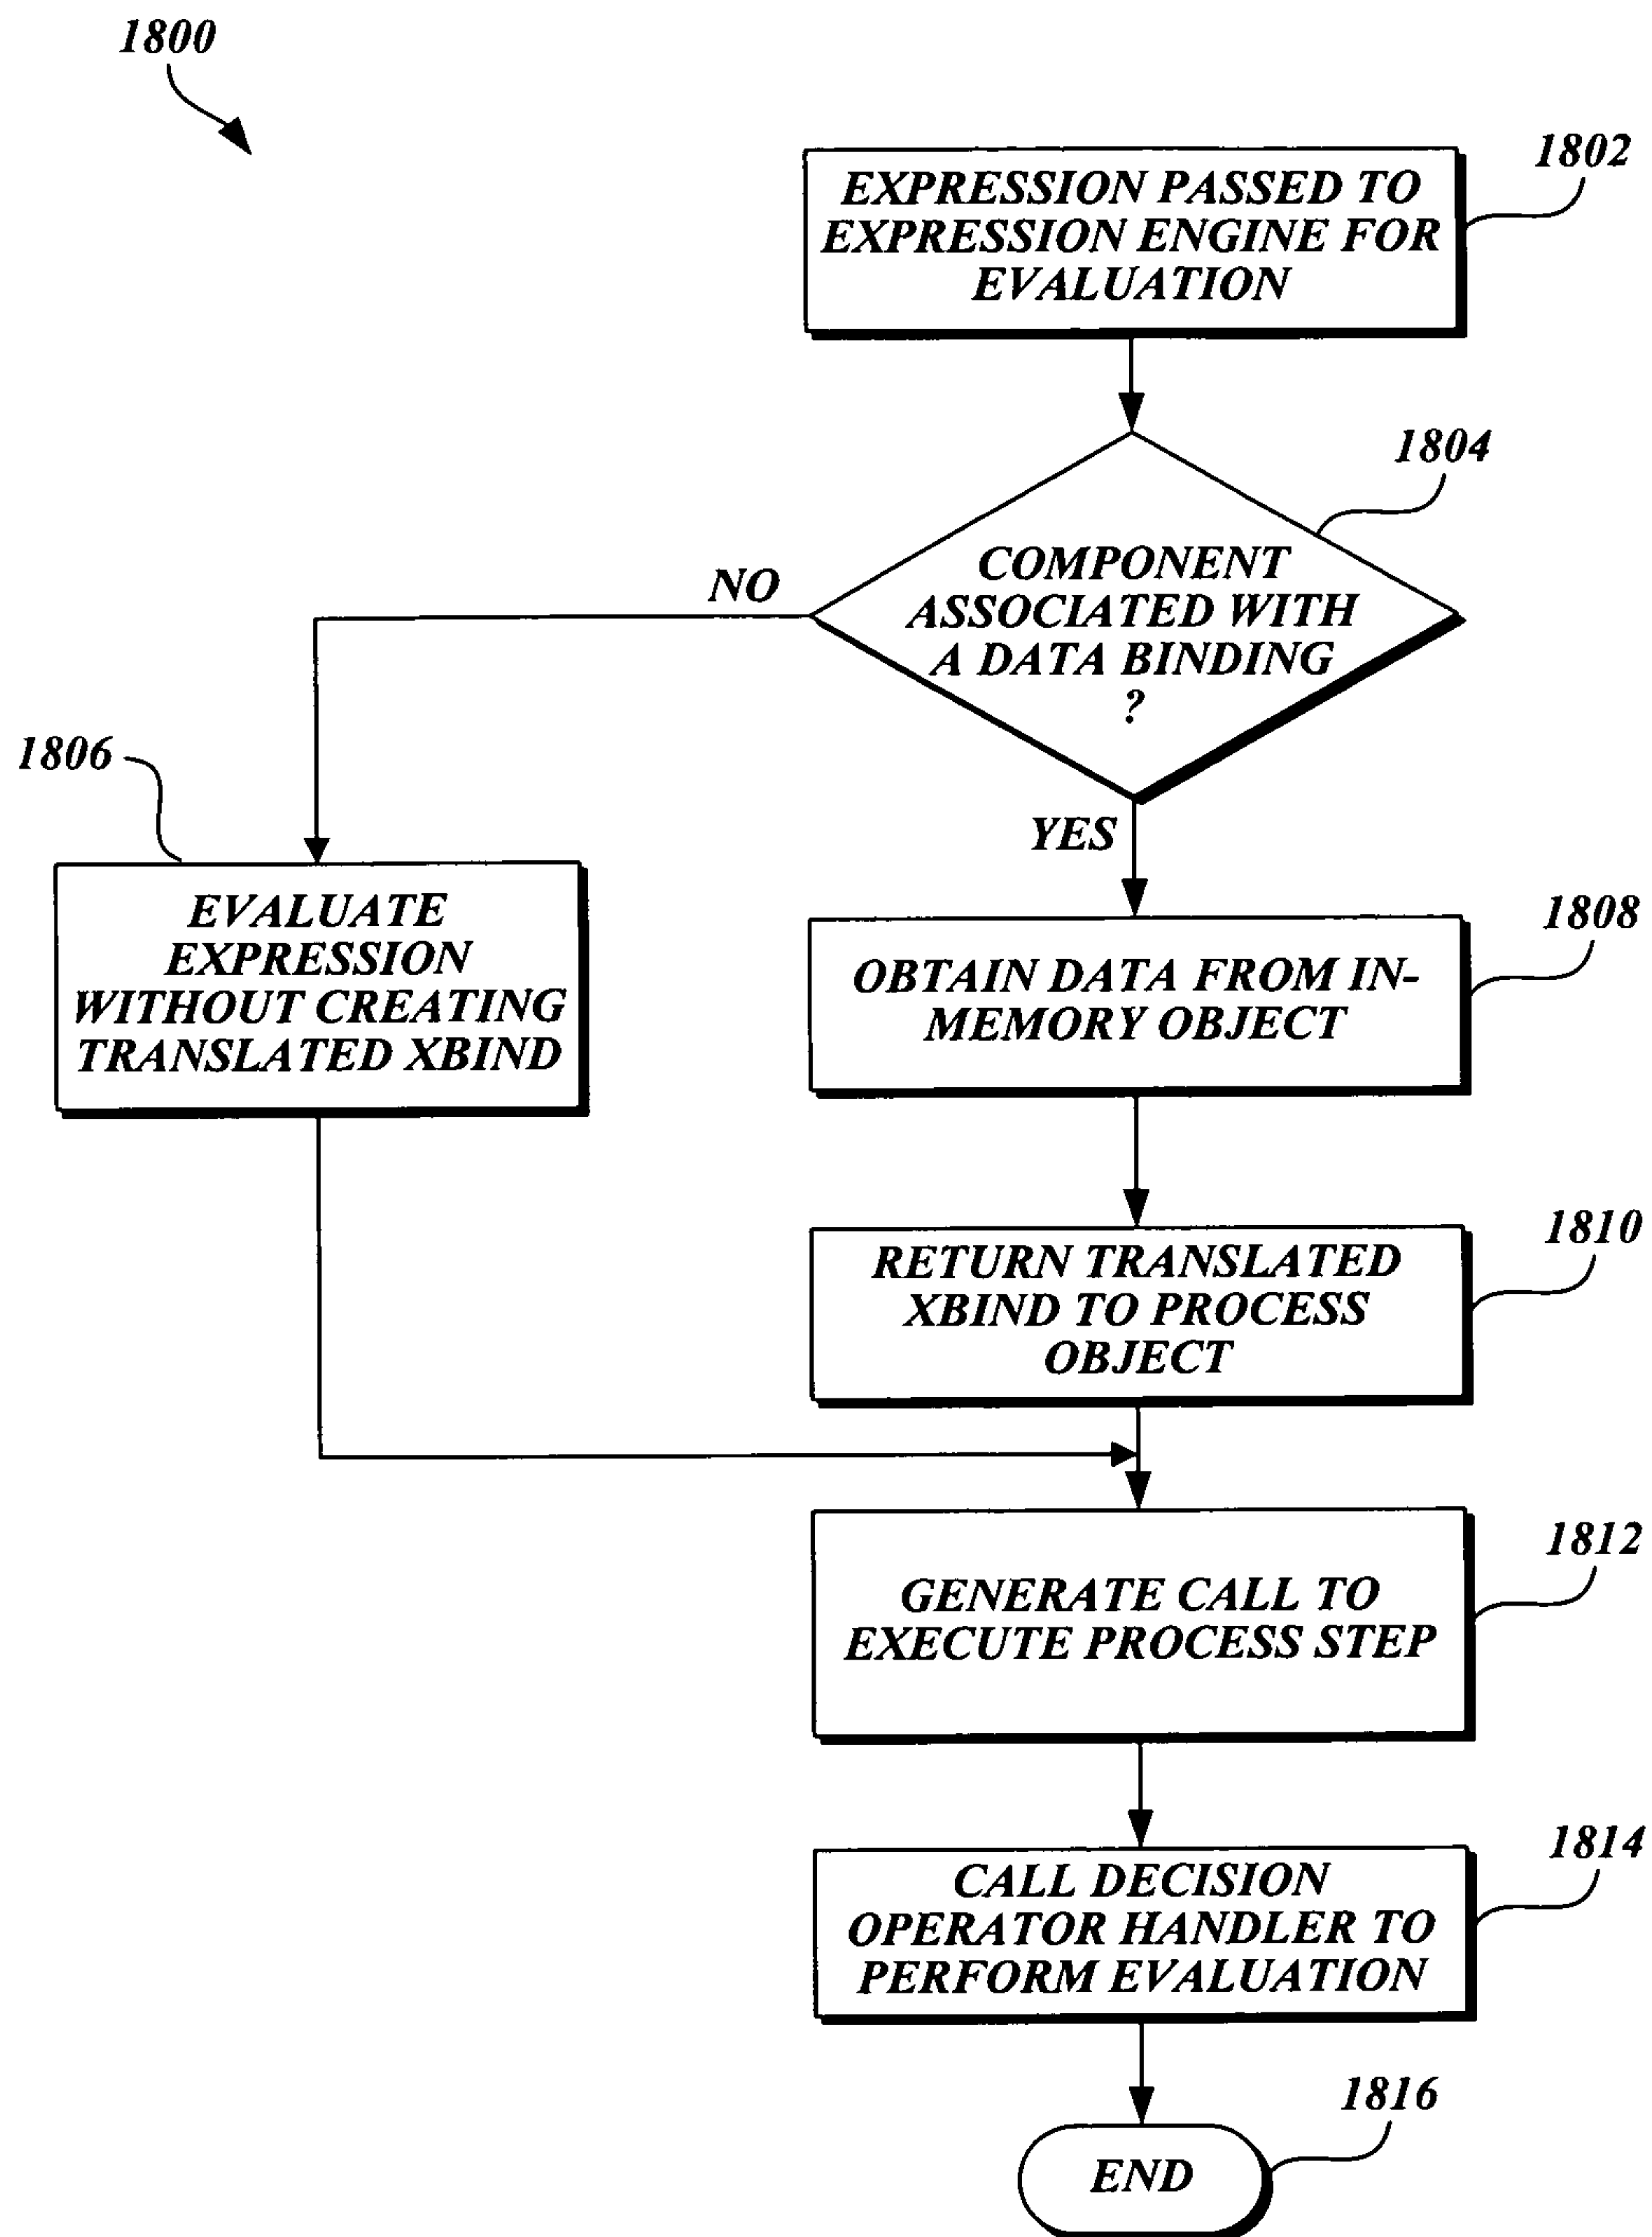 1800
1802
EXPRESSION PASSED TO
EXPRESSION ENGINE FOR
EVALUATION
1804
COMPONENT
ASSOCIATED WITH
A DATA BINDING
?
NO
YES
1806
EVALUATE
EXPRESSION
WITHOUT CREATING
TRANSLATED XBIND
1808
OBTAIN DATA FROM IN-
MEMORY OBJECT
1810
RETURN TRANSLATED
XBIND TO PROCESS
OBJECT
1812
GENERATE CALL TO
EXECUTE PROCESS STEP
1814
CALL DECISION
OPERATOR HANDLER TO
PERFORM EVALUATION
1816
END